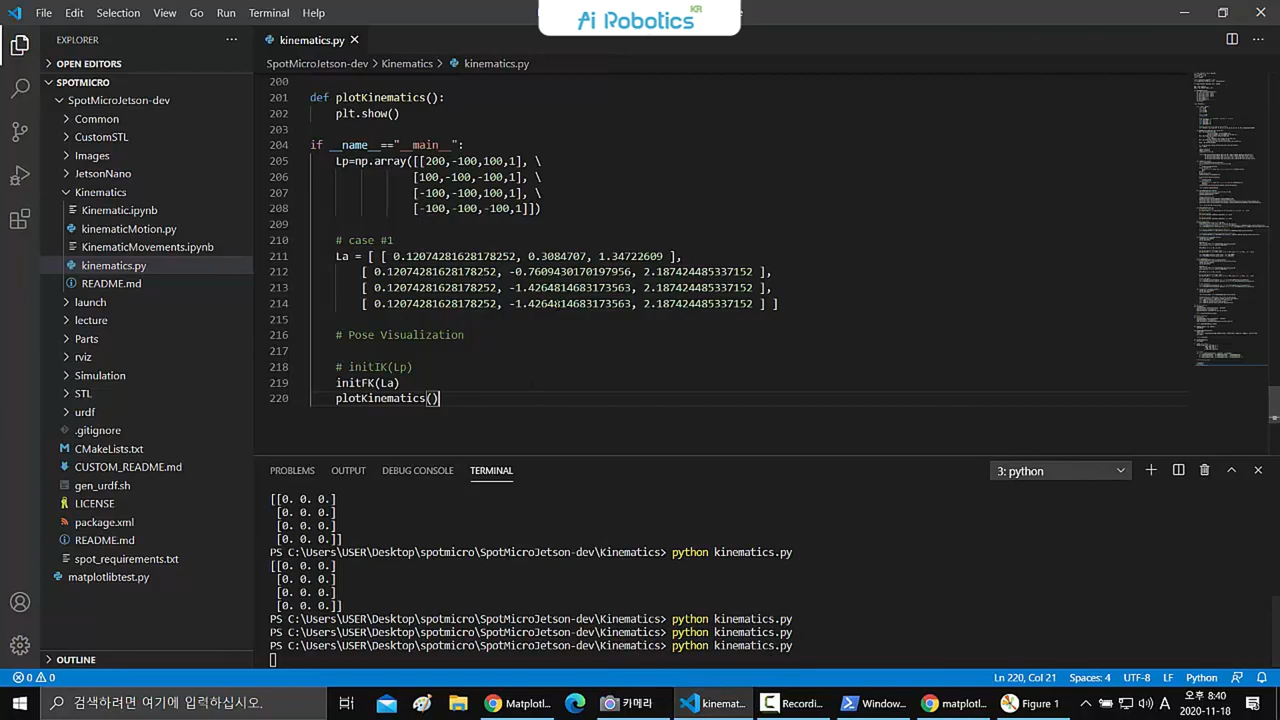 File Edit Selection View Go Run Terminal Help
Ai Robotics KR
EXPLORER
OPEN EDITORS
SPOTMICRO
SpotMicroJetson-dev
Common
CustomSTL
Images
JetsonNano
Kinematics
Kinematic.ipynb
KinematicMotion.py
KinematicMovements.ipynb
kinematics.py
README.md
launch
lecture
Parts
rviz
Simulation
STL
urdf
.gitignore
CMakeLists.txt
CUSTOM_README.md
gen_urdf.sh
LICENSE
package.xml
README.md
spot_requirements.txt
matplotlibtest.py
OUTLINE
kinematics.py
SpotMicroJetson-dev > Kinematics > kinematics.py
200
201 def plotKinematics():
202 plt.show()
203
204 if __name__=="__main__":
205 Lp=np.array([[200,-100,100,1], \
206 [100,-100,-100,1], \
207 [-100,-100,100,1], \
208 [-100,-100,-100,1]])
209
210 # Case #1
211 La = [ [ 0.12074281628178252, 1.34722609 ],
212 [ 0.12074281628178252, -0.7609430170197956, 2.187424485337152 ],
213 [ 0.12074281628178252, -1.4264814683173563, 2.187424485337152 ],
214 [ 0.12074281628178252, -1.4264814683173563, 2.187424485337152 ] ]
215
216 # Pose Visualization
217
218 # initIK(Lp)
219 initFK(La)
220 plotKinematics()
PROBLEMS OUTPUT DEBUG CONSOLE TERMINAL 3: python
[[0. 0. 0.]
[0. 0. 0.]
[0. 0. 0.]
[0. 0. 0.]]
PS C:\Users\USER\Desktop\spotmicro\SpotMicroJetson-dev\Kinematics> python kinematics.py
[[0. 0. 0.]
[0. 0. 0.]
[0. 0. 0.]
[0. 0. 0.]]
PS C:\Users\USER\Desktop\spotmicro\SpotMicroJetson-dev\Kinematics> python kinematics.py
PS C:\Users\USER\Desktop\spotmicro\SpotMicroJetson-dev\Kinematics> python kinematics.py
PS C:\Users\USER\Desktop\spotmicro\SpotMicroJetson-dev\Kinematics> python kinematics.py
0 0 Ln 220, Col 21 Spaces: 4 UTF-8 LF Python
검색하려면 여기에 입력하십시오. Matplotl... 카메라 kinemat... Recordi... Window... matplotl... Figure 1 A 오후 8:40
2020-11-18